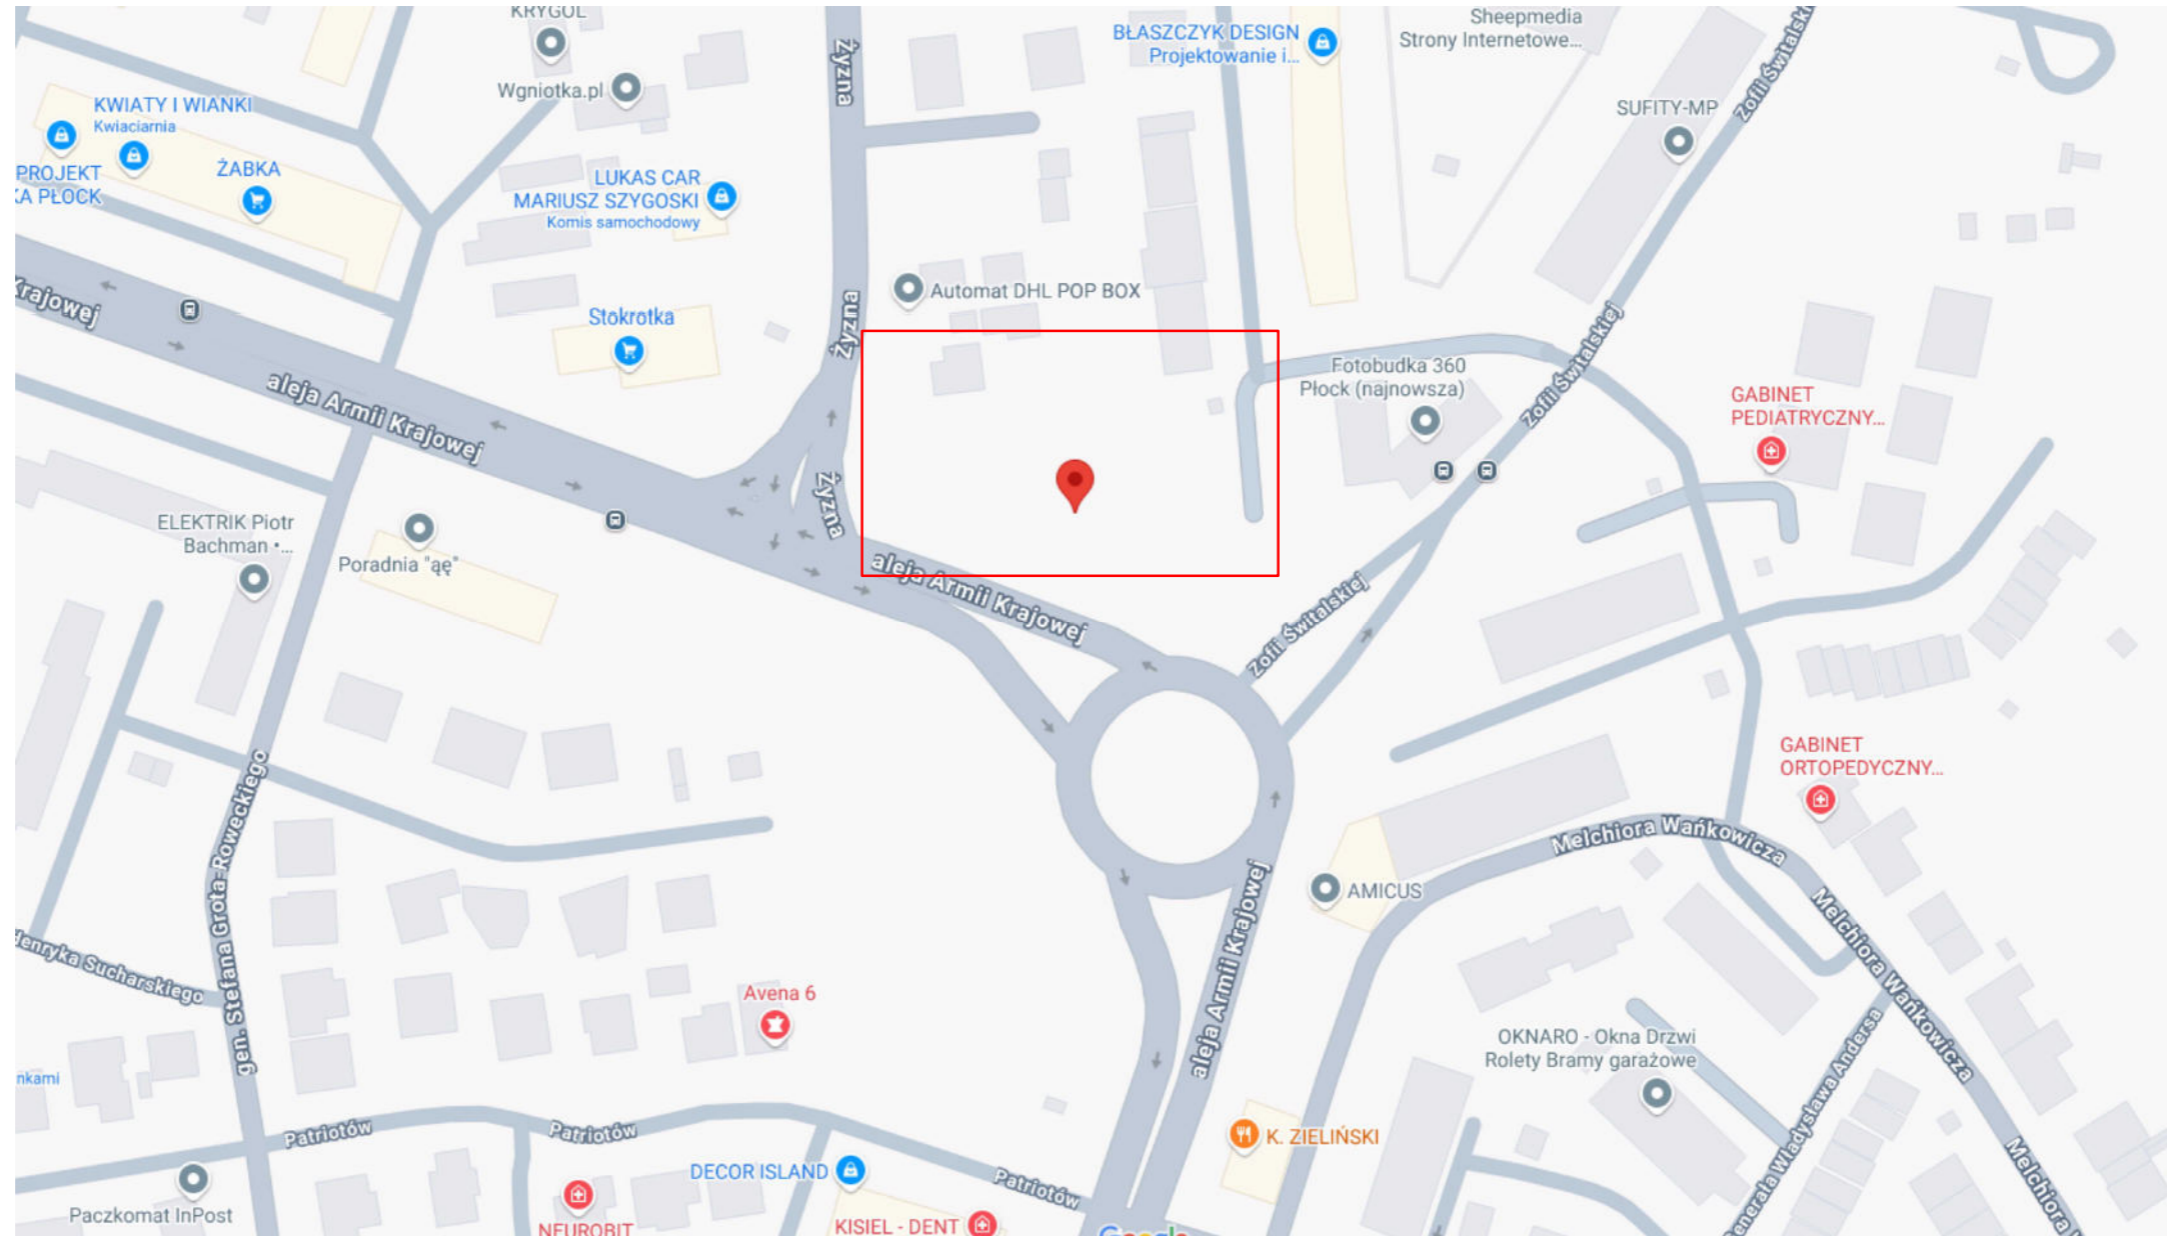 KRYGOL
Wgniotka.pl
Żyzna
BŁASZCZYK DESIGN
Projektowanie i...
Sheepmedia
Strony Internetowe...
Zofii Świtalskiej
SUFITY-MP
KWIATY I WIANKI
Kwiaciarnia
PROJEKT
KA PŁOCK
ŻABKA
LUKAS CAR
MARIUSZ SZYGOSKI
Komis samochodowy
Automat DHL POP BOX
Krajowej
Stokrotka
Żyzna
Fotobudka 360
Płock (najnowsza)
Zofii Świtalskiej
GABINET
PEDIATRYCZNY...
aleja Armii Krajowej
Żyzna
ELEKTRIK Piotr
Bachman •...
Poradnia "ąę"
aleja Armii Krajowej
Zofii Świtalskiej
GABINET
ORTOPEDYCZNY...
gen. Stefana Grota-Roweckiego
Melchiora Wańkowicza
AMICUS
aleja Armii Krajowej
Melchiora Wańkowicza
Henryka Sucharskiego
Avena 6
OKNARO - Okna Drzwi
Rolety Bramy garażowe
Generała Władysława Andersa
nkami
Patriotów
Patriotów
K. ZIELIŃSKI
DECOR ISLAND
Patriotów
Melchiora
Paczkomat InPost
NEUROBIT
KISIEL - DENT
Google